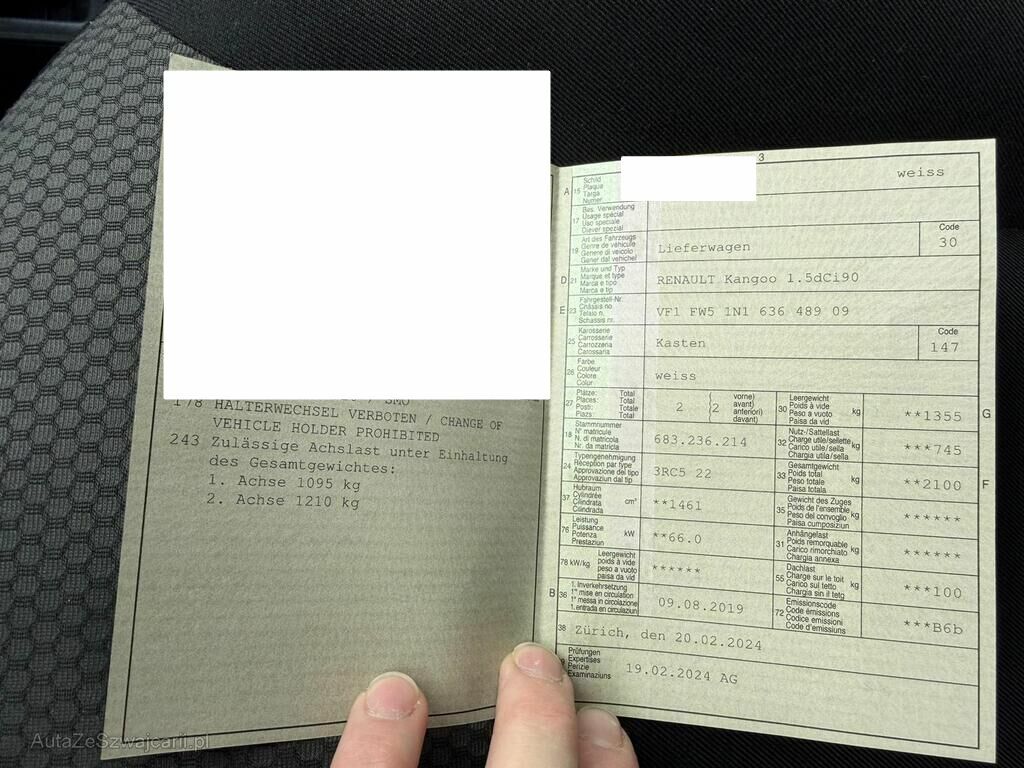 178 HALTERWECHSEL VERBOTEN / CHANGE OF
VEHICLE HOLDER PROHIBITED
243 Zulässige Achslast unter Einhaltung
des Gesamtgewichtes:
1. Achse 1095 kg
2. Achse 1210 kg
3
A 15 Schild
Plaque
Targa
Numer
weiss
17 Bes. Verwendung
Usage spécial
Uso speciale
Diever spezial
19 Art des Fahrzeugs
Genre de véhicule
Genere di veicolo
Gener dal vehichel
Lieferwagen
Code
30
D 21 Marke und Typ
Marque et type
Marca e tipo
Marca e tip
RENAULT Kangoo 1.5dCi90
E 23 Fahrgestell-Nr.
Châssis no
Telaio n.
Schassis nr.
VF1 FW5 1N1 636 489 09
25 Karosserie
Carrosserie
Carrozzeria
Carossaria
Kasten
Code
147
26 Farbe
Couleur
Colore
Colur
weiss
27 Plätze: Total
Places: Total
Posti: Totale
Plazs: Total
2 (2 vorne)
avant)
anteriori)
davant)
30 Leergewicht
Poids à vide
Peso a vuoto
Paisa da vid
kg
**1355 G
18 Stammnummer
N° matricule
N. di matricola
Nr. da matricla
683.236.214
32 Nutz-/Sattellast
Charge utile/sellette
Carico utile/sella
Chargia utila/sella
kg
***745
24 Typengenehmigung
Réception par type
Approvazione del tipo
Approvaziun dal tip
3RC5 22
33 Gesamtgewicht
Poids total
Peso totale
Paisa totala
kg
**2100 F
37 Hubraum
Cylindrée
Cilindrata
Cilindrada
cm³
**1461
35 Gewicht des Zuges
Poids de l'ensemble
Peso del convoglio
Paisa cumposiziun
kg
******
76 Leistung
Puissance
Potenza
Prestaziun
kW
**66.0
31 Anhängelast
Poids remorquable
Carico rimorchiato
Chargia annexa
kg
******
78 kW/kg Leergewicht
poids à vide
peso a vuoto
paisa da vid
******
55 Dachlast
Charge sur le toit
Carico sul tetto
Chargia sin il tetg
kg
***100
B 36 1. Inverkehrsetzung
1re mise en circulation
1a messa in circolazione
1. entrada en circulaziun
09.08.2019
72 Emissionscode
Code émissions
Codice emissioni
Code d'emissiuns
***B6b
38 Zürich, den 20.02.2024
Prüfungen
Expertises
Perizie
Examinaziuns
19.02.2024 AG
AutaZeSzwajcarii.pl